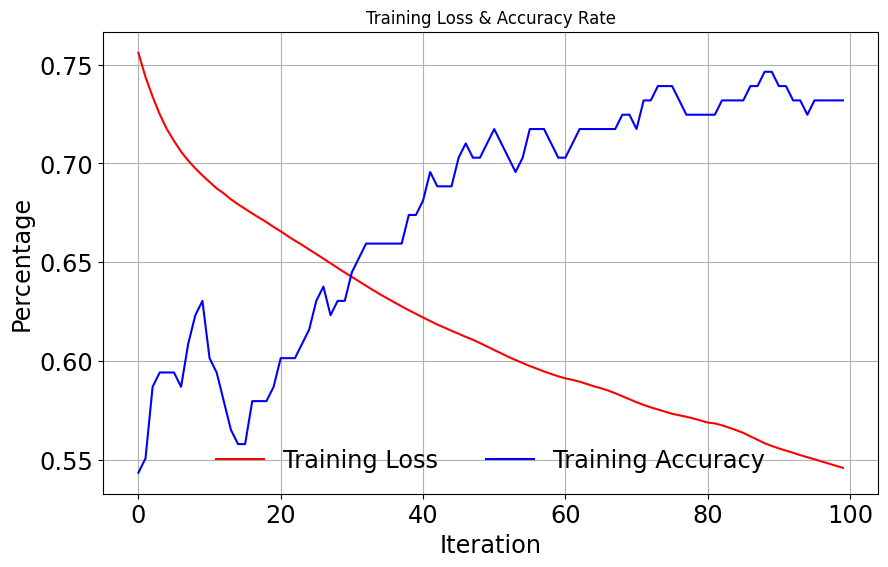 Training Loss & Accuracy Rate
0.75
0.70
0.65
0.60
0.55
Percentage
Training Loss Training Accuracy
0 20 40 60 80 100
Iteration